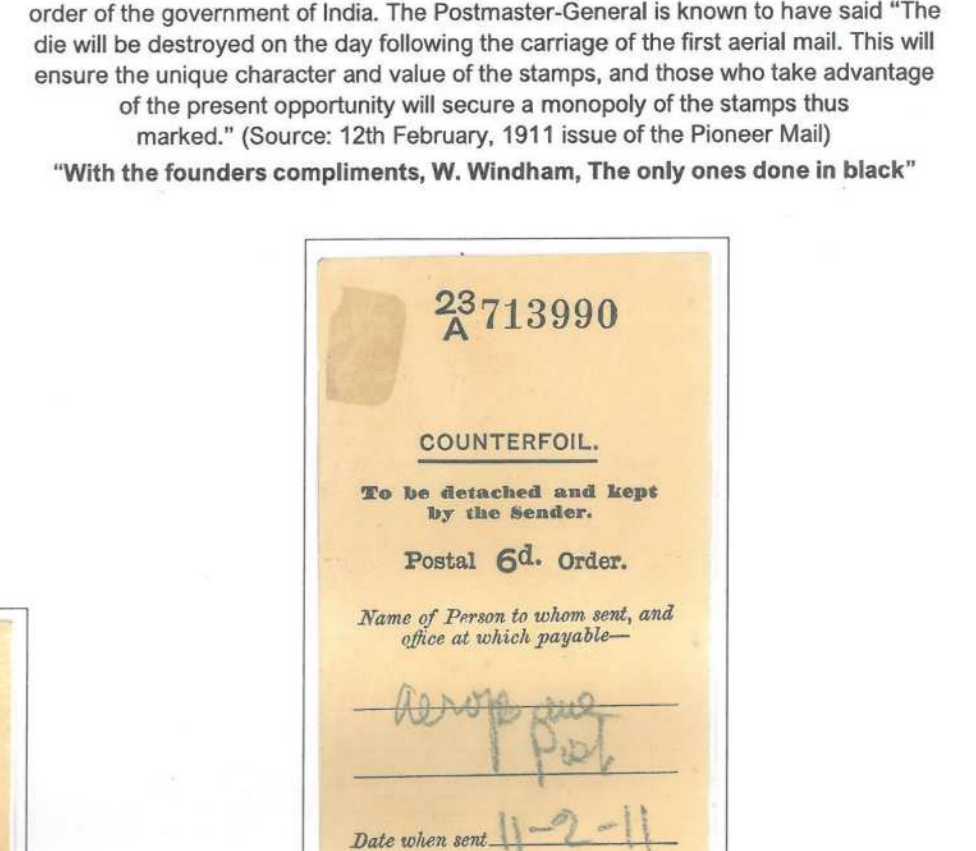 order of the government of India. The Postmaster-General is known to have said “The
die will be destroyed on the day following the carriage of the first aerial mail. This will
ensure the unique character and value of the stamps, and those who take advantage
of the present opportunity will secure a monopoly of the stamps thus
marked.” (Source: 12th February, 1911 issue of the Pioneer Mail)
“With the founders compliments, W. Windham, The only ones done in black”
23
A 713990
COUNTERFOIL.
To be detached and kept
by the Sender.
Postal 6d. Order.
Name of Person to whom sent, and
office at which payable—
Aeroplane
Post
Date when sent 11-2-11